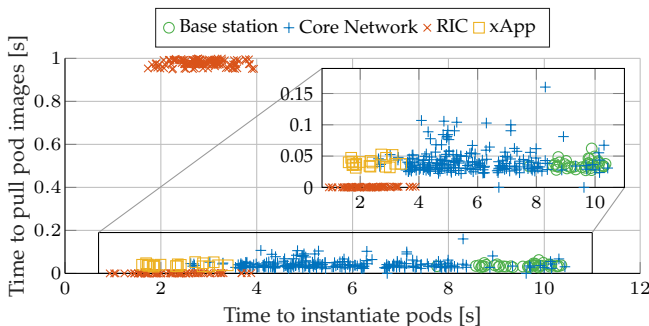 Base station Core Network RIC xApp
Time to pull pod images [s]
1
0.8
0.6
0.4
0.2
0
0 2 4 6 8 10 12
Time to instantiate pods [s]
0.15
0.1
0.05
0
2 4 6 8 10